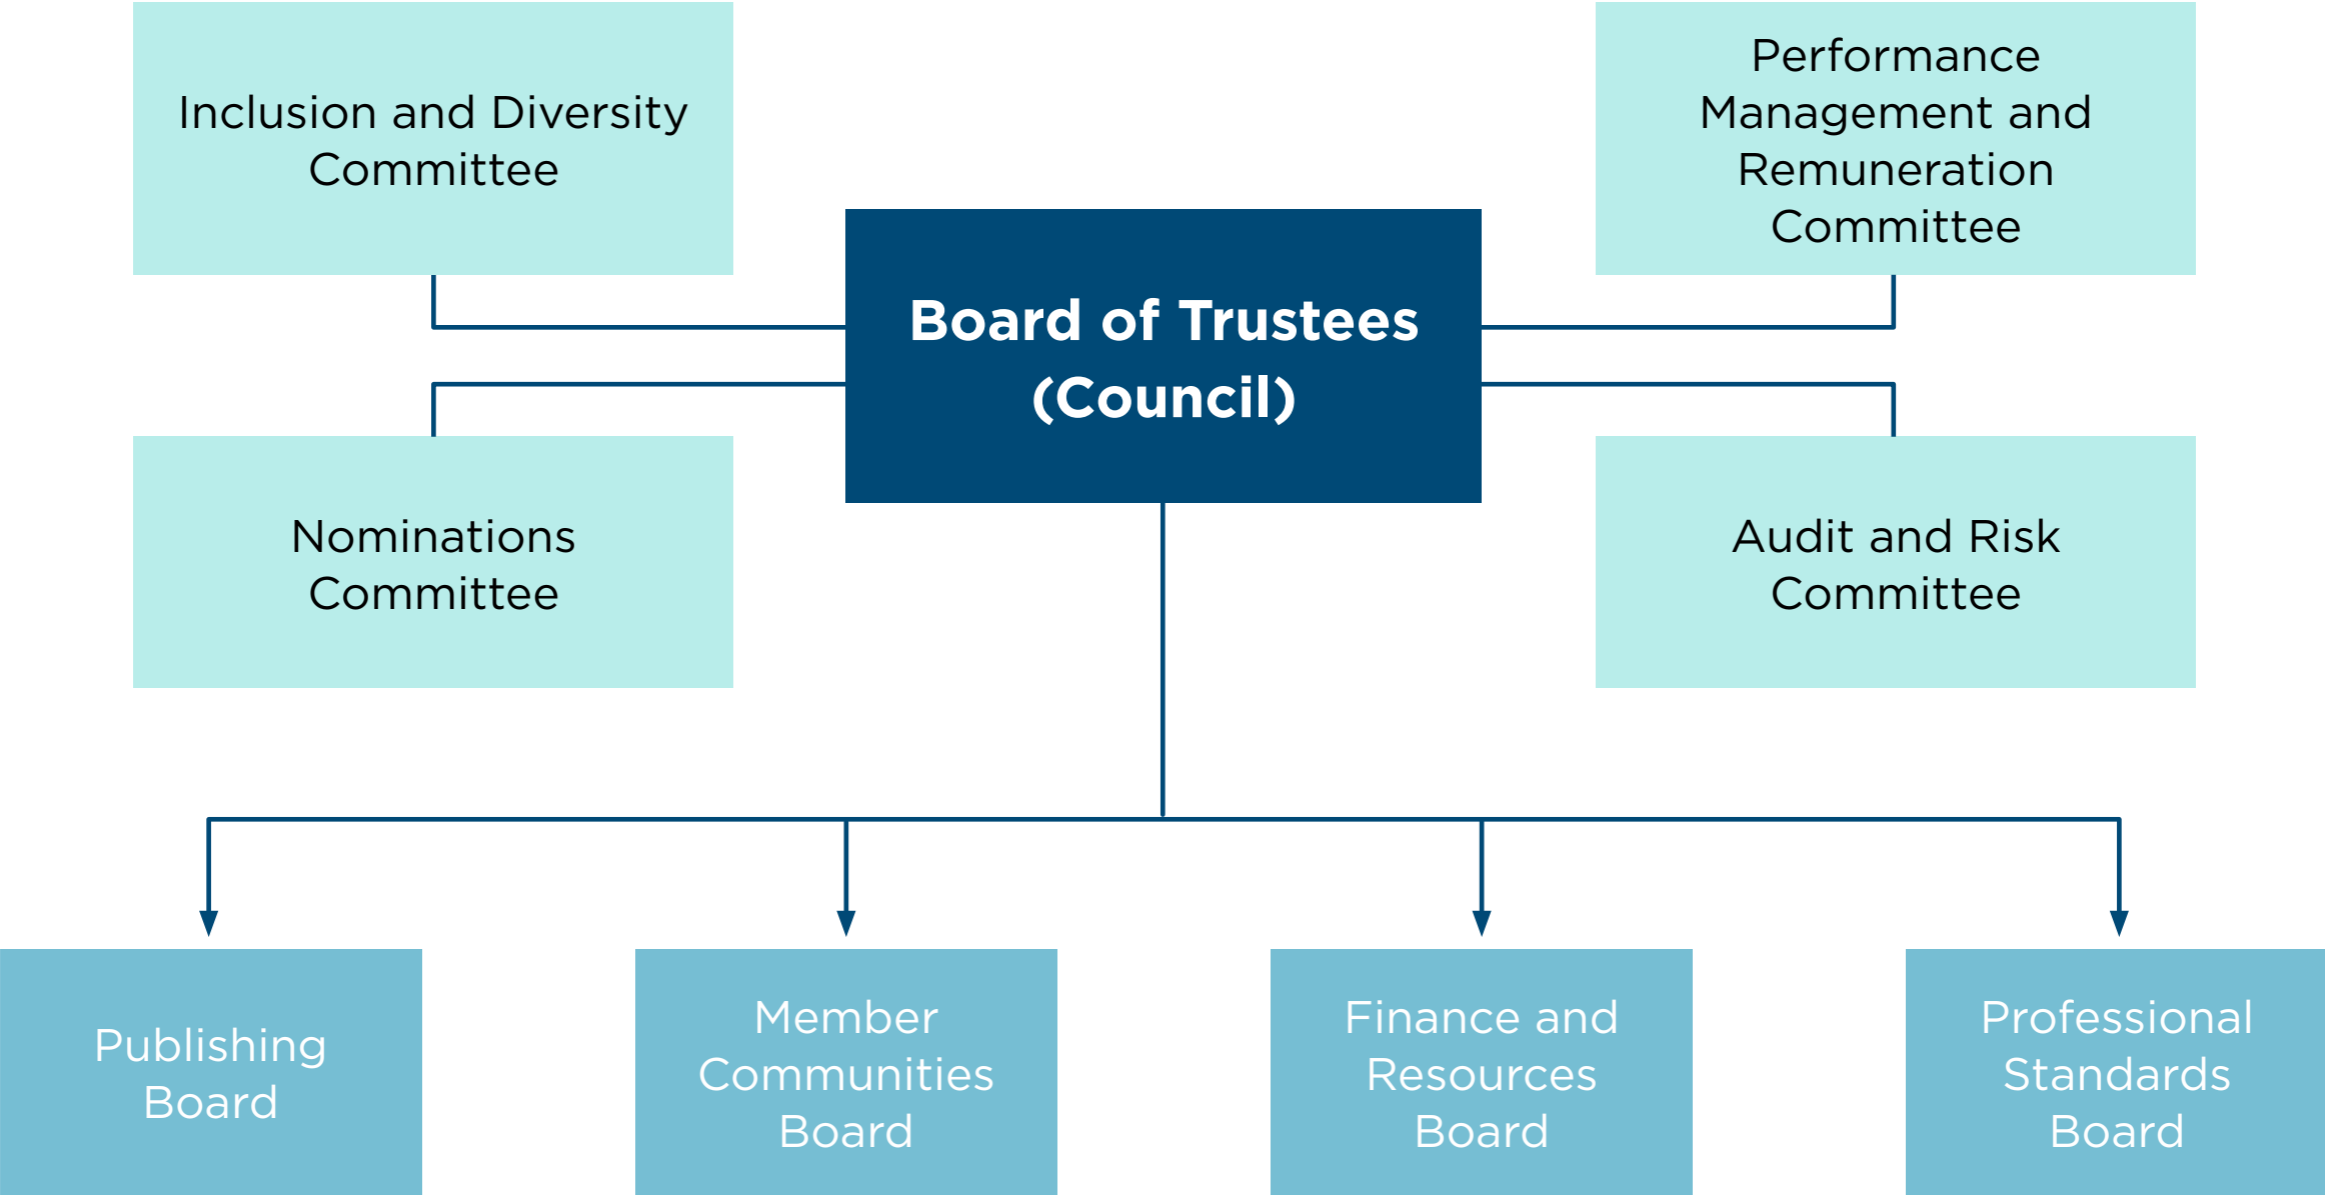 Inclusion and Diversity
Committee
Performance
Management and
Remuneration
Committee
Board of Trustees
(Council)
Nominations
Committee
Audit and Risk
Committee
Publishing
Board
Member
Communities
Board
Finance and
Resources
Board
Professional
Standards
Board